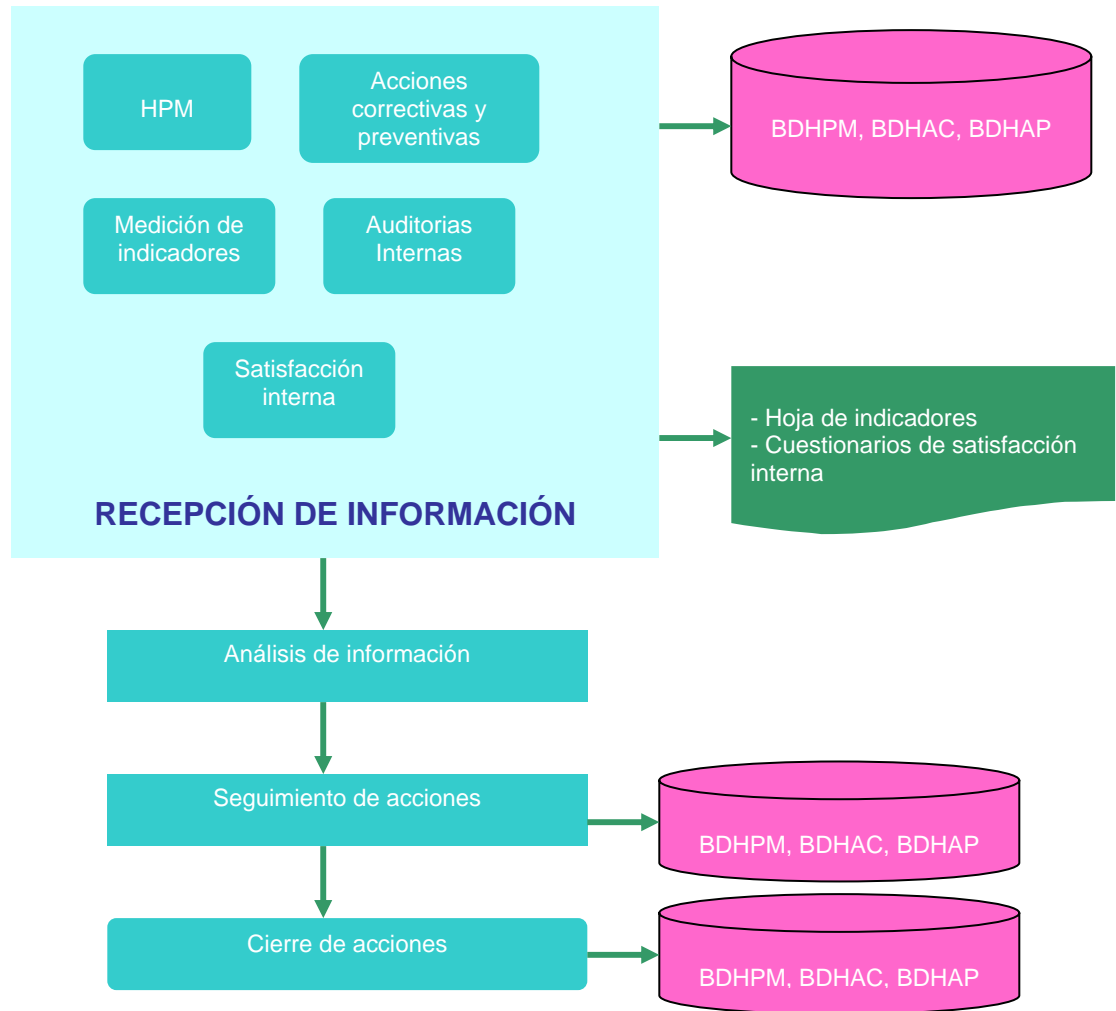 HPM
Acciones
correctivas y
preventivas
BDHPM, BDHAC, BDHAP
Medición de
indicadores
Auditorias
Internas
Satisfacción
interna
- Hoja de indicadores
- Cuestionarios de satisfacción
interna
RECEPCIÓN DE INFORMACIÓN
Análisis de información
Seguimiento de acciones
BDHPM, BDHAC, BDHAP
Cierre de acciones
BDHPM, BDHAC, BDHAP